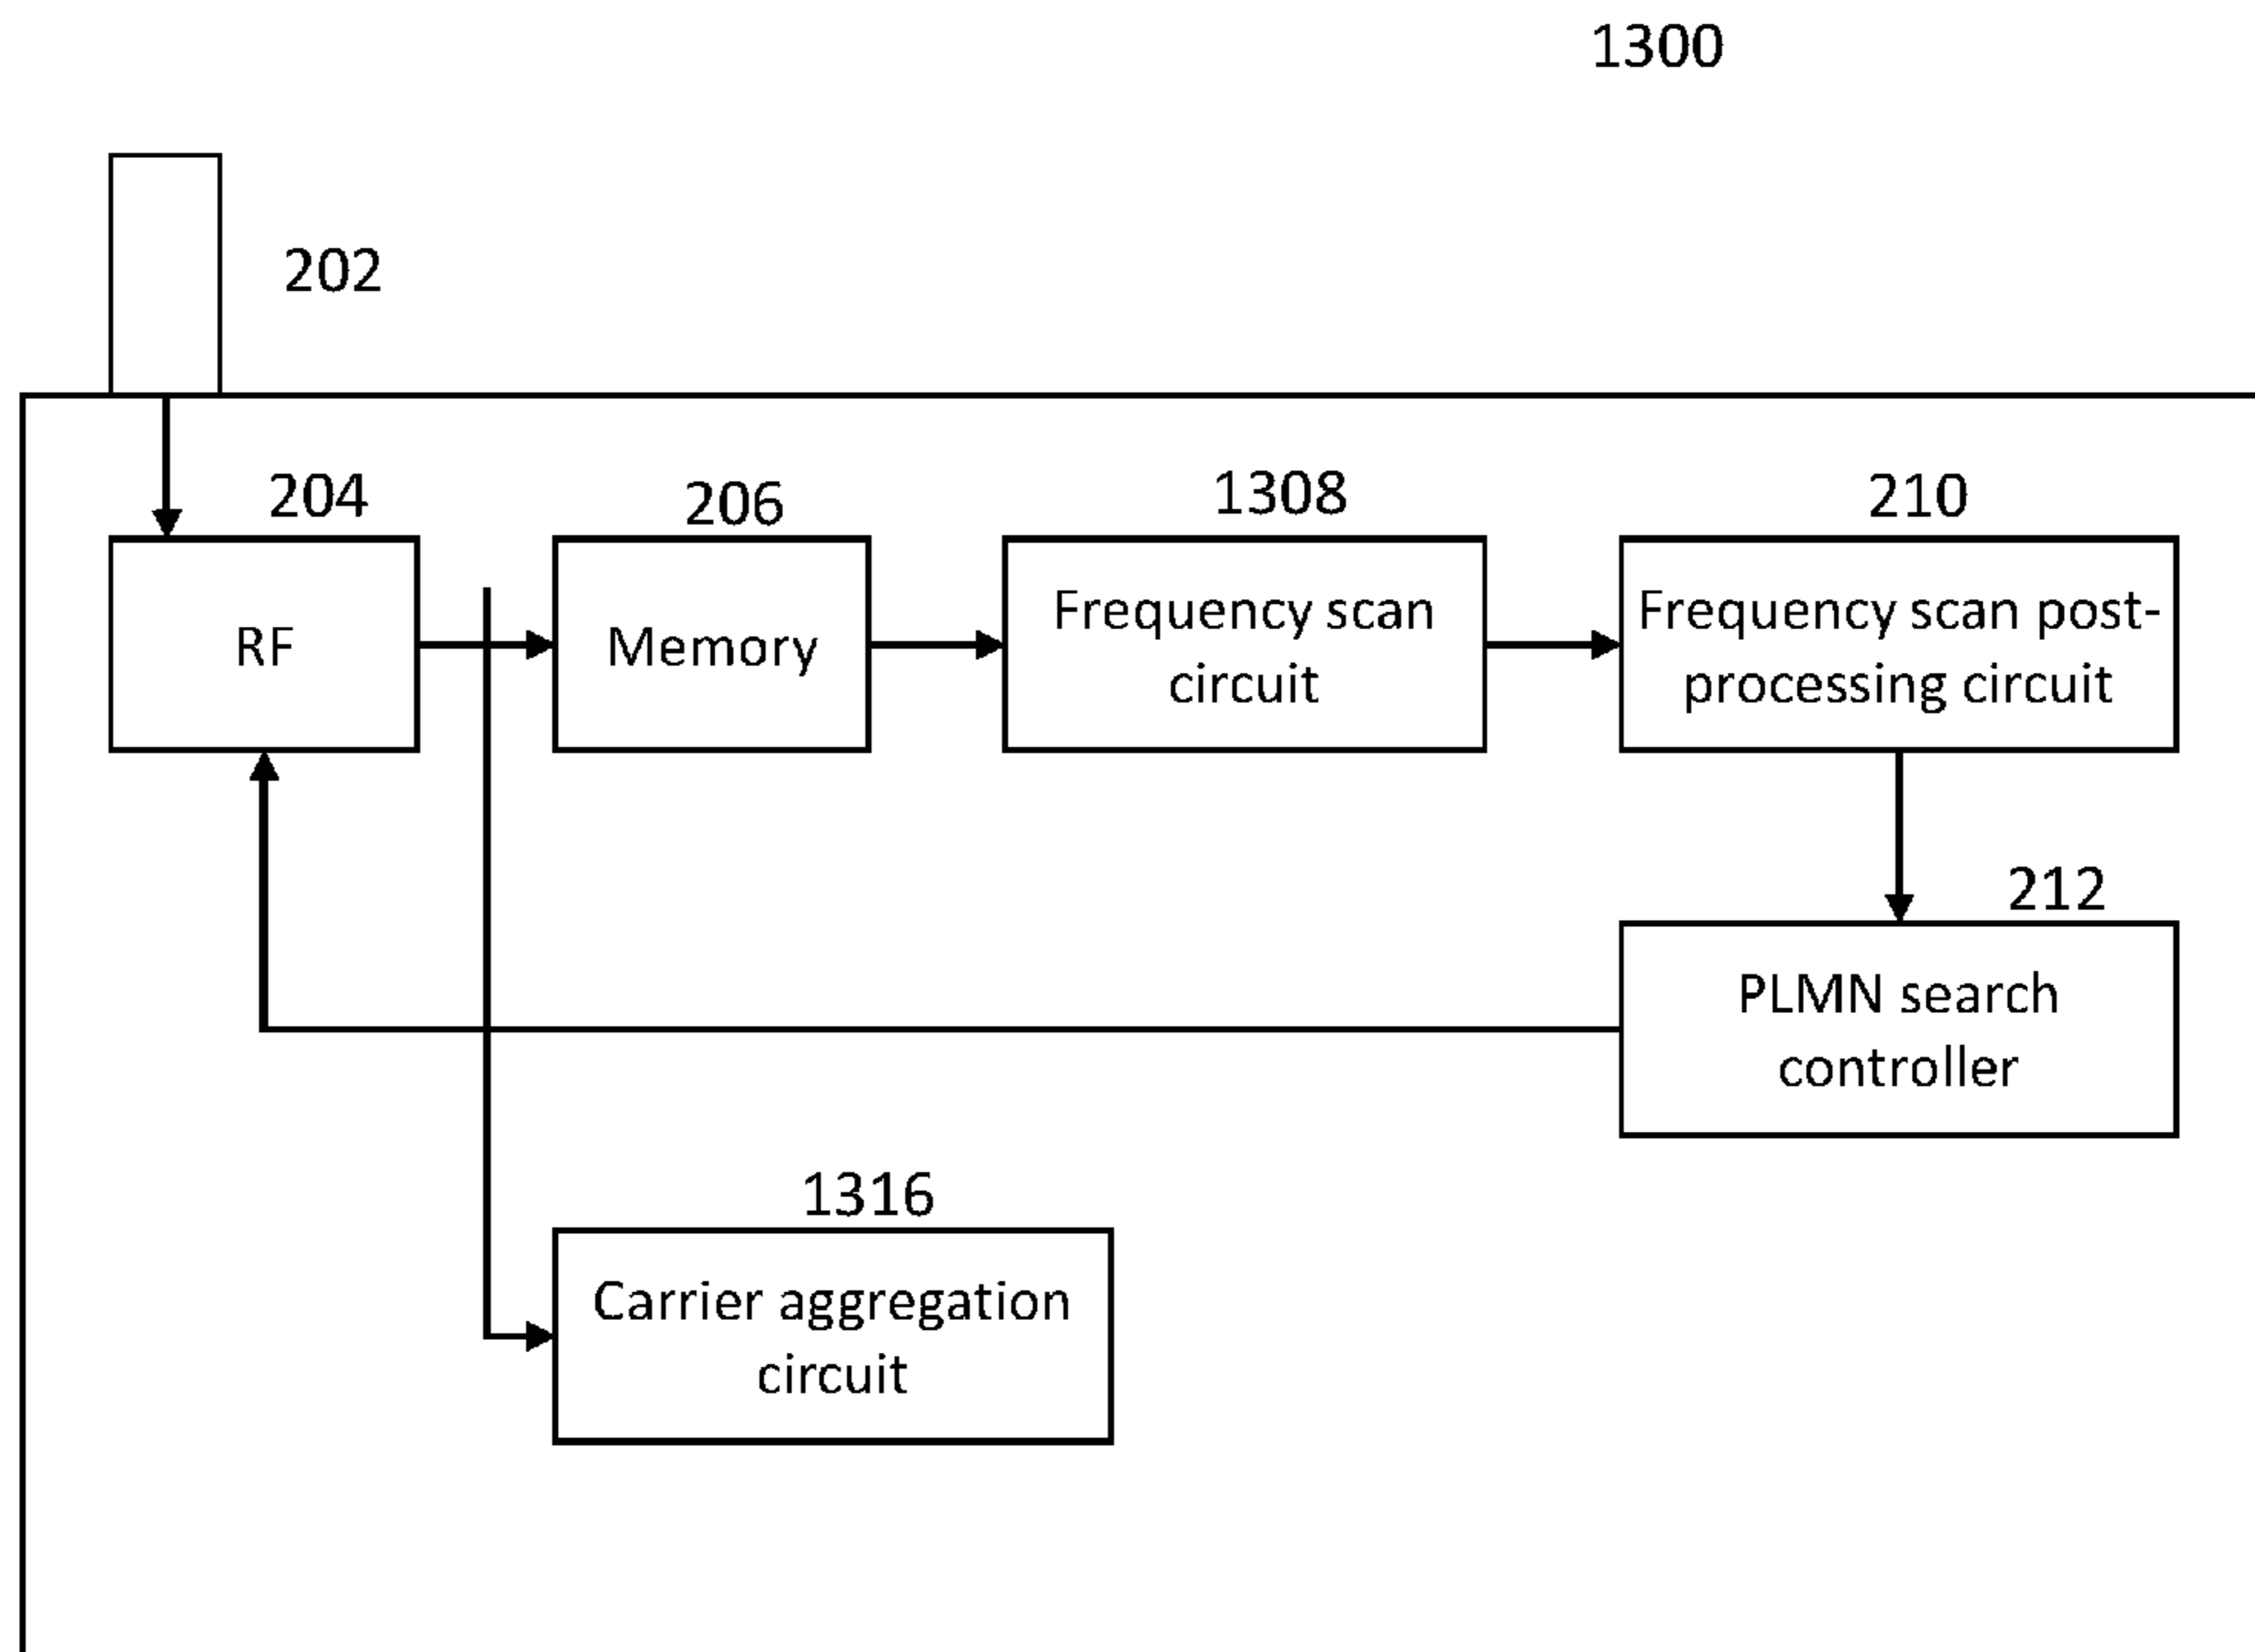 1300
202
204
206
1308
210
RF
Memory
Frequency scan
circuit
Frequency scan post-
processing circuit
212
PLMN search
controller
1316
Carrier aggregation
circuit